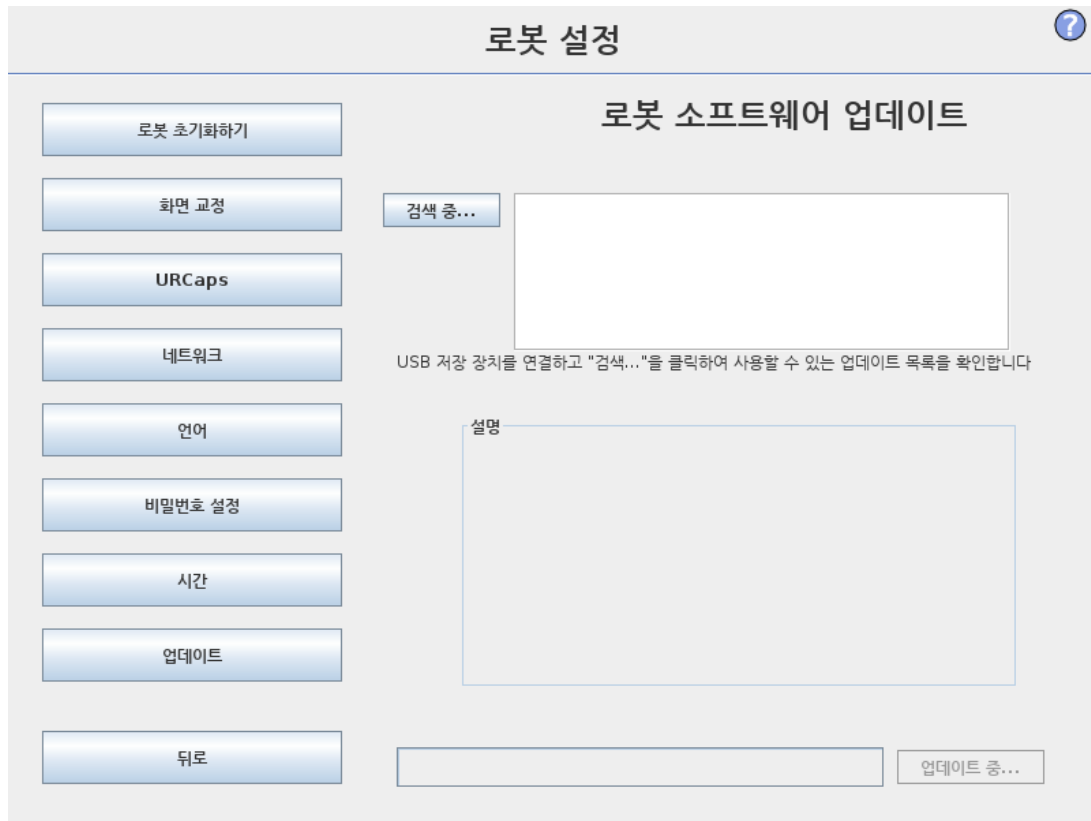 로봇 설정
?
로봇 초기화하기
화면 교정
URCaps
네트워크
언어
비밀번호 설정
시간
업데이트
뒤로
로봇 소프트웨어 업데이트
검색 중...
USB 저장 장치를 연결하고 "검색..."을 클릭하여 사용할 수 있는 업데이트 목록을 확인합니다
설명
업데이트 중...